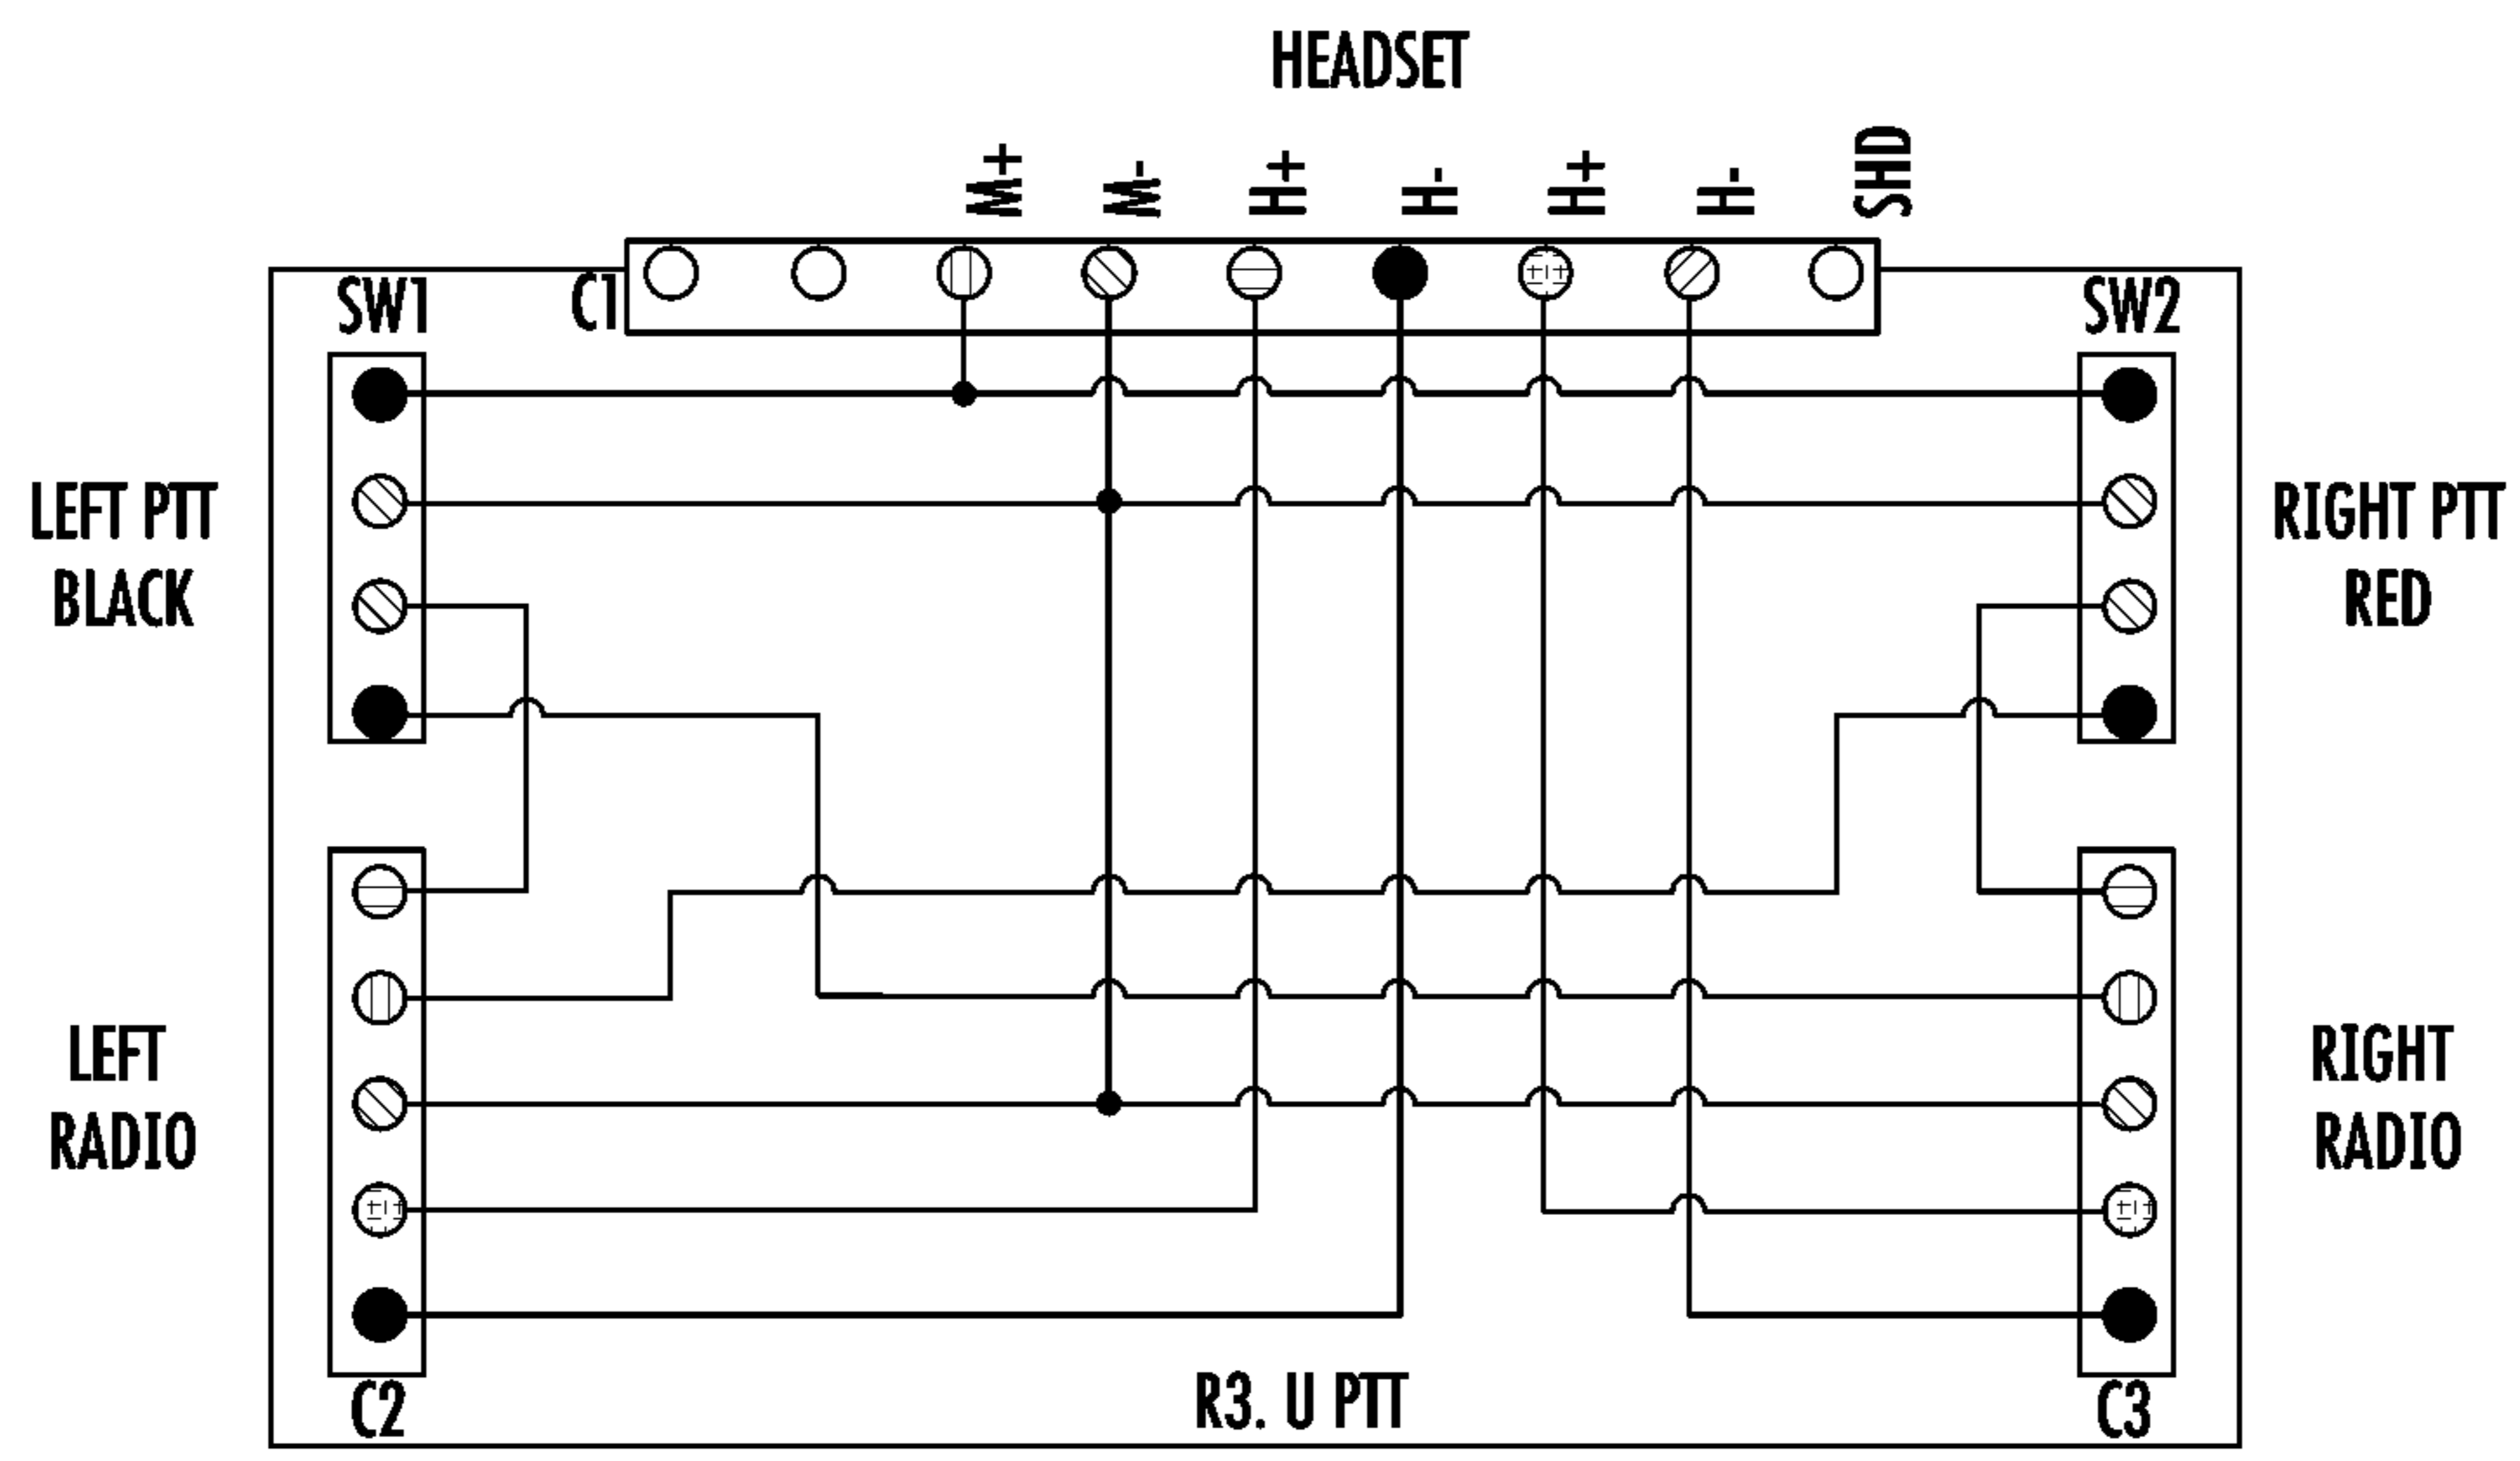 HEADSET
M+
M-
H+
H-
H+
H-
SHD
SW1
C1
SW2
LEFT PTT
BLACK
RIGHT PTT
RED
LEFT
RADIO
RIGHT
RADIO
C2
R3. U PTT
C3